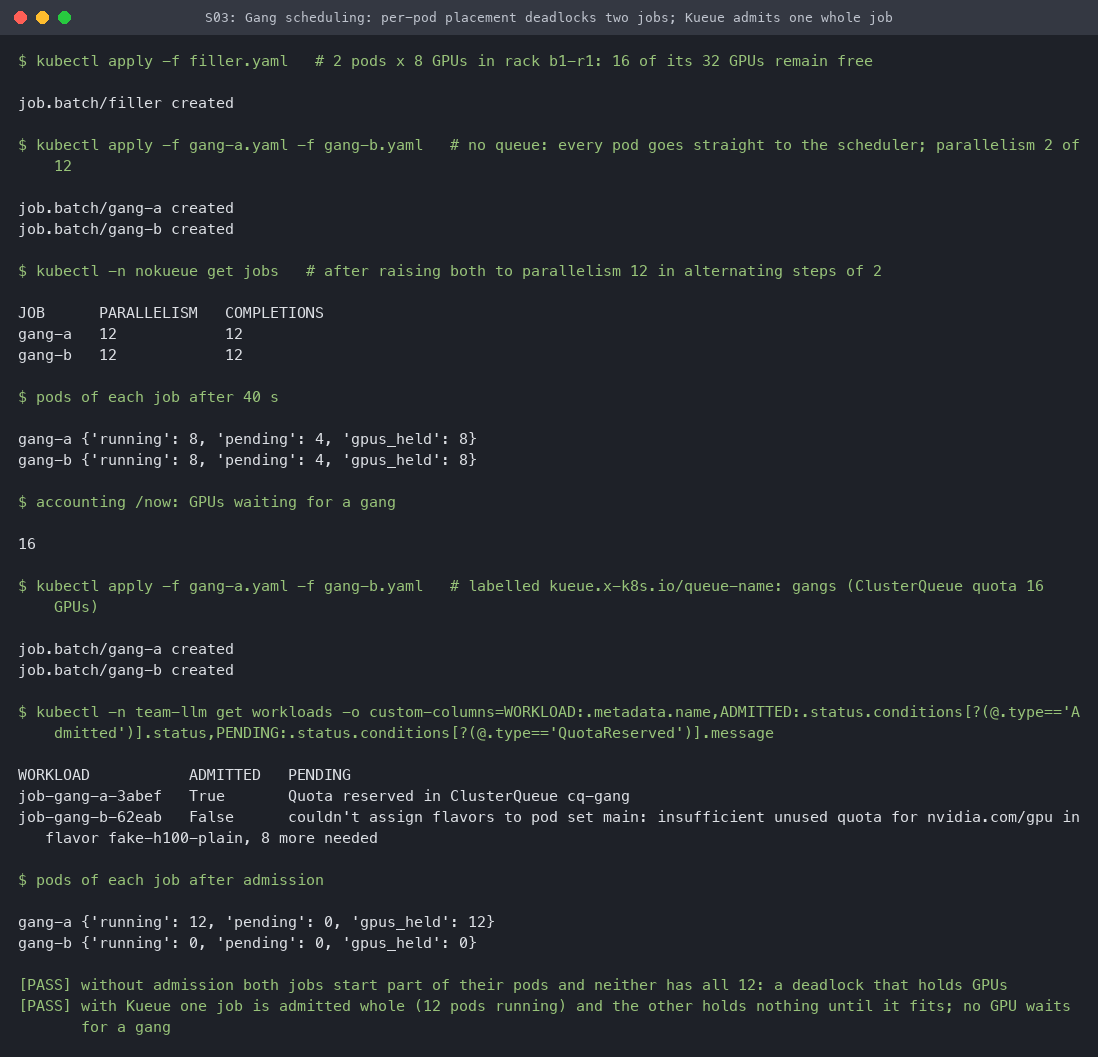 S03: Gang scheduling: per-pod placement deadlocks two jobs; Kueue admits one whole job
$ kubectl apply -f filler.yaml   # 2 pods x 8 GPUs in rack b1-r1: 16 of its 32 GPUs remain free
job.batch/filler created
$ kubectl apply -f gang-a.yaml -f gang-b.yaml   # no queue: every pod goes straight to the scheduler; parallelism 2 of
12
job.batch/gang-a created
job.batch/gang-b created
$ kubectl -n nokueue get jobs   # after raising both to parallelism 12 in alternating steps of 2
JOB      PARALLELISM   COMPLETIONS
gang-a   12            12
gang-b   12            12
$ pods of each job after 40 s
gang-a {'running': 8, 'pending': 4, 'gpus_held': 8}
gang-b {'running': 8, 'pending': 4, 'gpus_held': 8}
$ accounting /now: GPUs waiting for a gang
16
$ kubectl apply -f gang-a.yaml -f gang-b.yaml   # labelled kueue.x-k8s.io/queue-name: gangs (ClusterQueue quota 16
GPUs)
job.batch/gang-a created
job.batch/gang-b created
$ kubectl -n team-llm get workloads -o custom-columns=WORKLOAD:.metadata.name,ADMITTED:.status.conditions[?(@.type=='A
dmitted')].status,PENDING:.status.conditions[?(@.type=='QuotaReserved')].message
WORKLOAD           ADMITTED   PENDING
job-gang-a-3abef   True       Quota reserved in ClusterQueue cq-gang
job-gang-b-62eab   False      couldn't assign flavors to pod set main: insufficient unused quota for nvidia.com/gpu in
flavor fake-h100-plain, 8 more needed
$ pods of each job after admission
gang-a {'running': 12, 'pending': 0, 'gpus_held': 12}
gang-b {'running': 0, 'pending': 0, 'gpus_held': 0}
[PASS] without admission both jobs start part of their pods and neither has all 12: a deadlock that holds GPUs
[PASS] with Kueue one job is admitted whole (12 pods running) and the other holds nothing until it fits; no GPU waits
for a gang